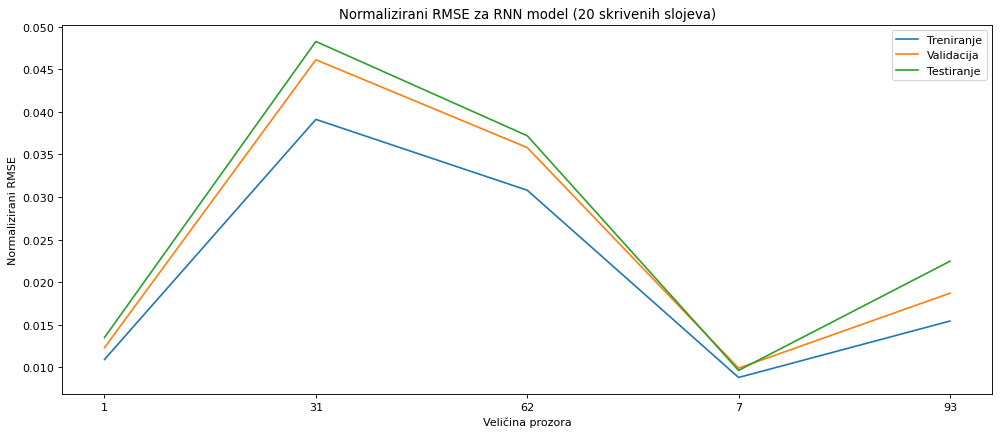 Normalizirani RMSE za RNN model (20 skrivenih slojeva)
Treniranje
Validacija
Testiranje
Normalizirani RMSE
0.050
0.045
0.040
0.035
0.030
0.025
0.020
0.015
0.010
1 31 62 7 93
Veličina prozora